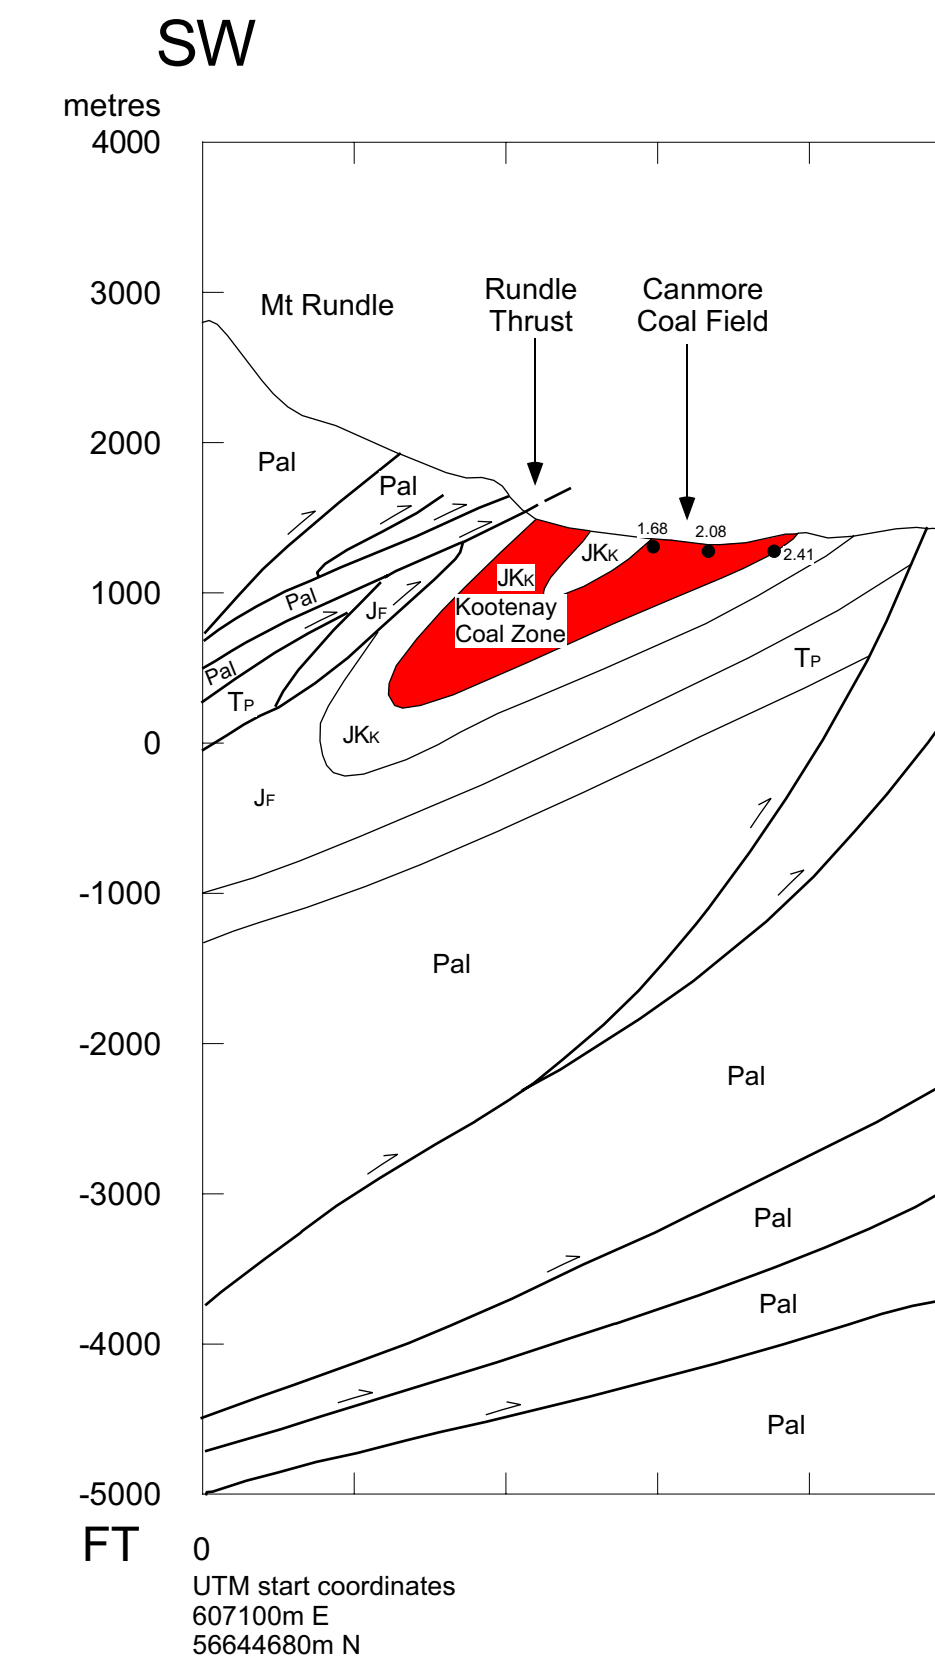 SW
metres
4000
3000
Mt Rundle
Rundle
Thrust
Canmore
Coal Field
2000
Pal
Pal
1.68
2.08
2.41
JKK
JKK
1000
Kootenay
Coal Zone
Pal
JF
Pal
TP
TP
0
JKK
JF
-1000
Pal
-2000
Pal
-3000
Pal
Pal
-4000
Pal
-5000
FT
0
UTM start coordinates
607100m E
56644680m N